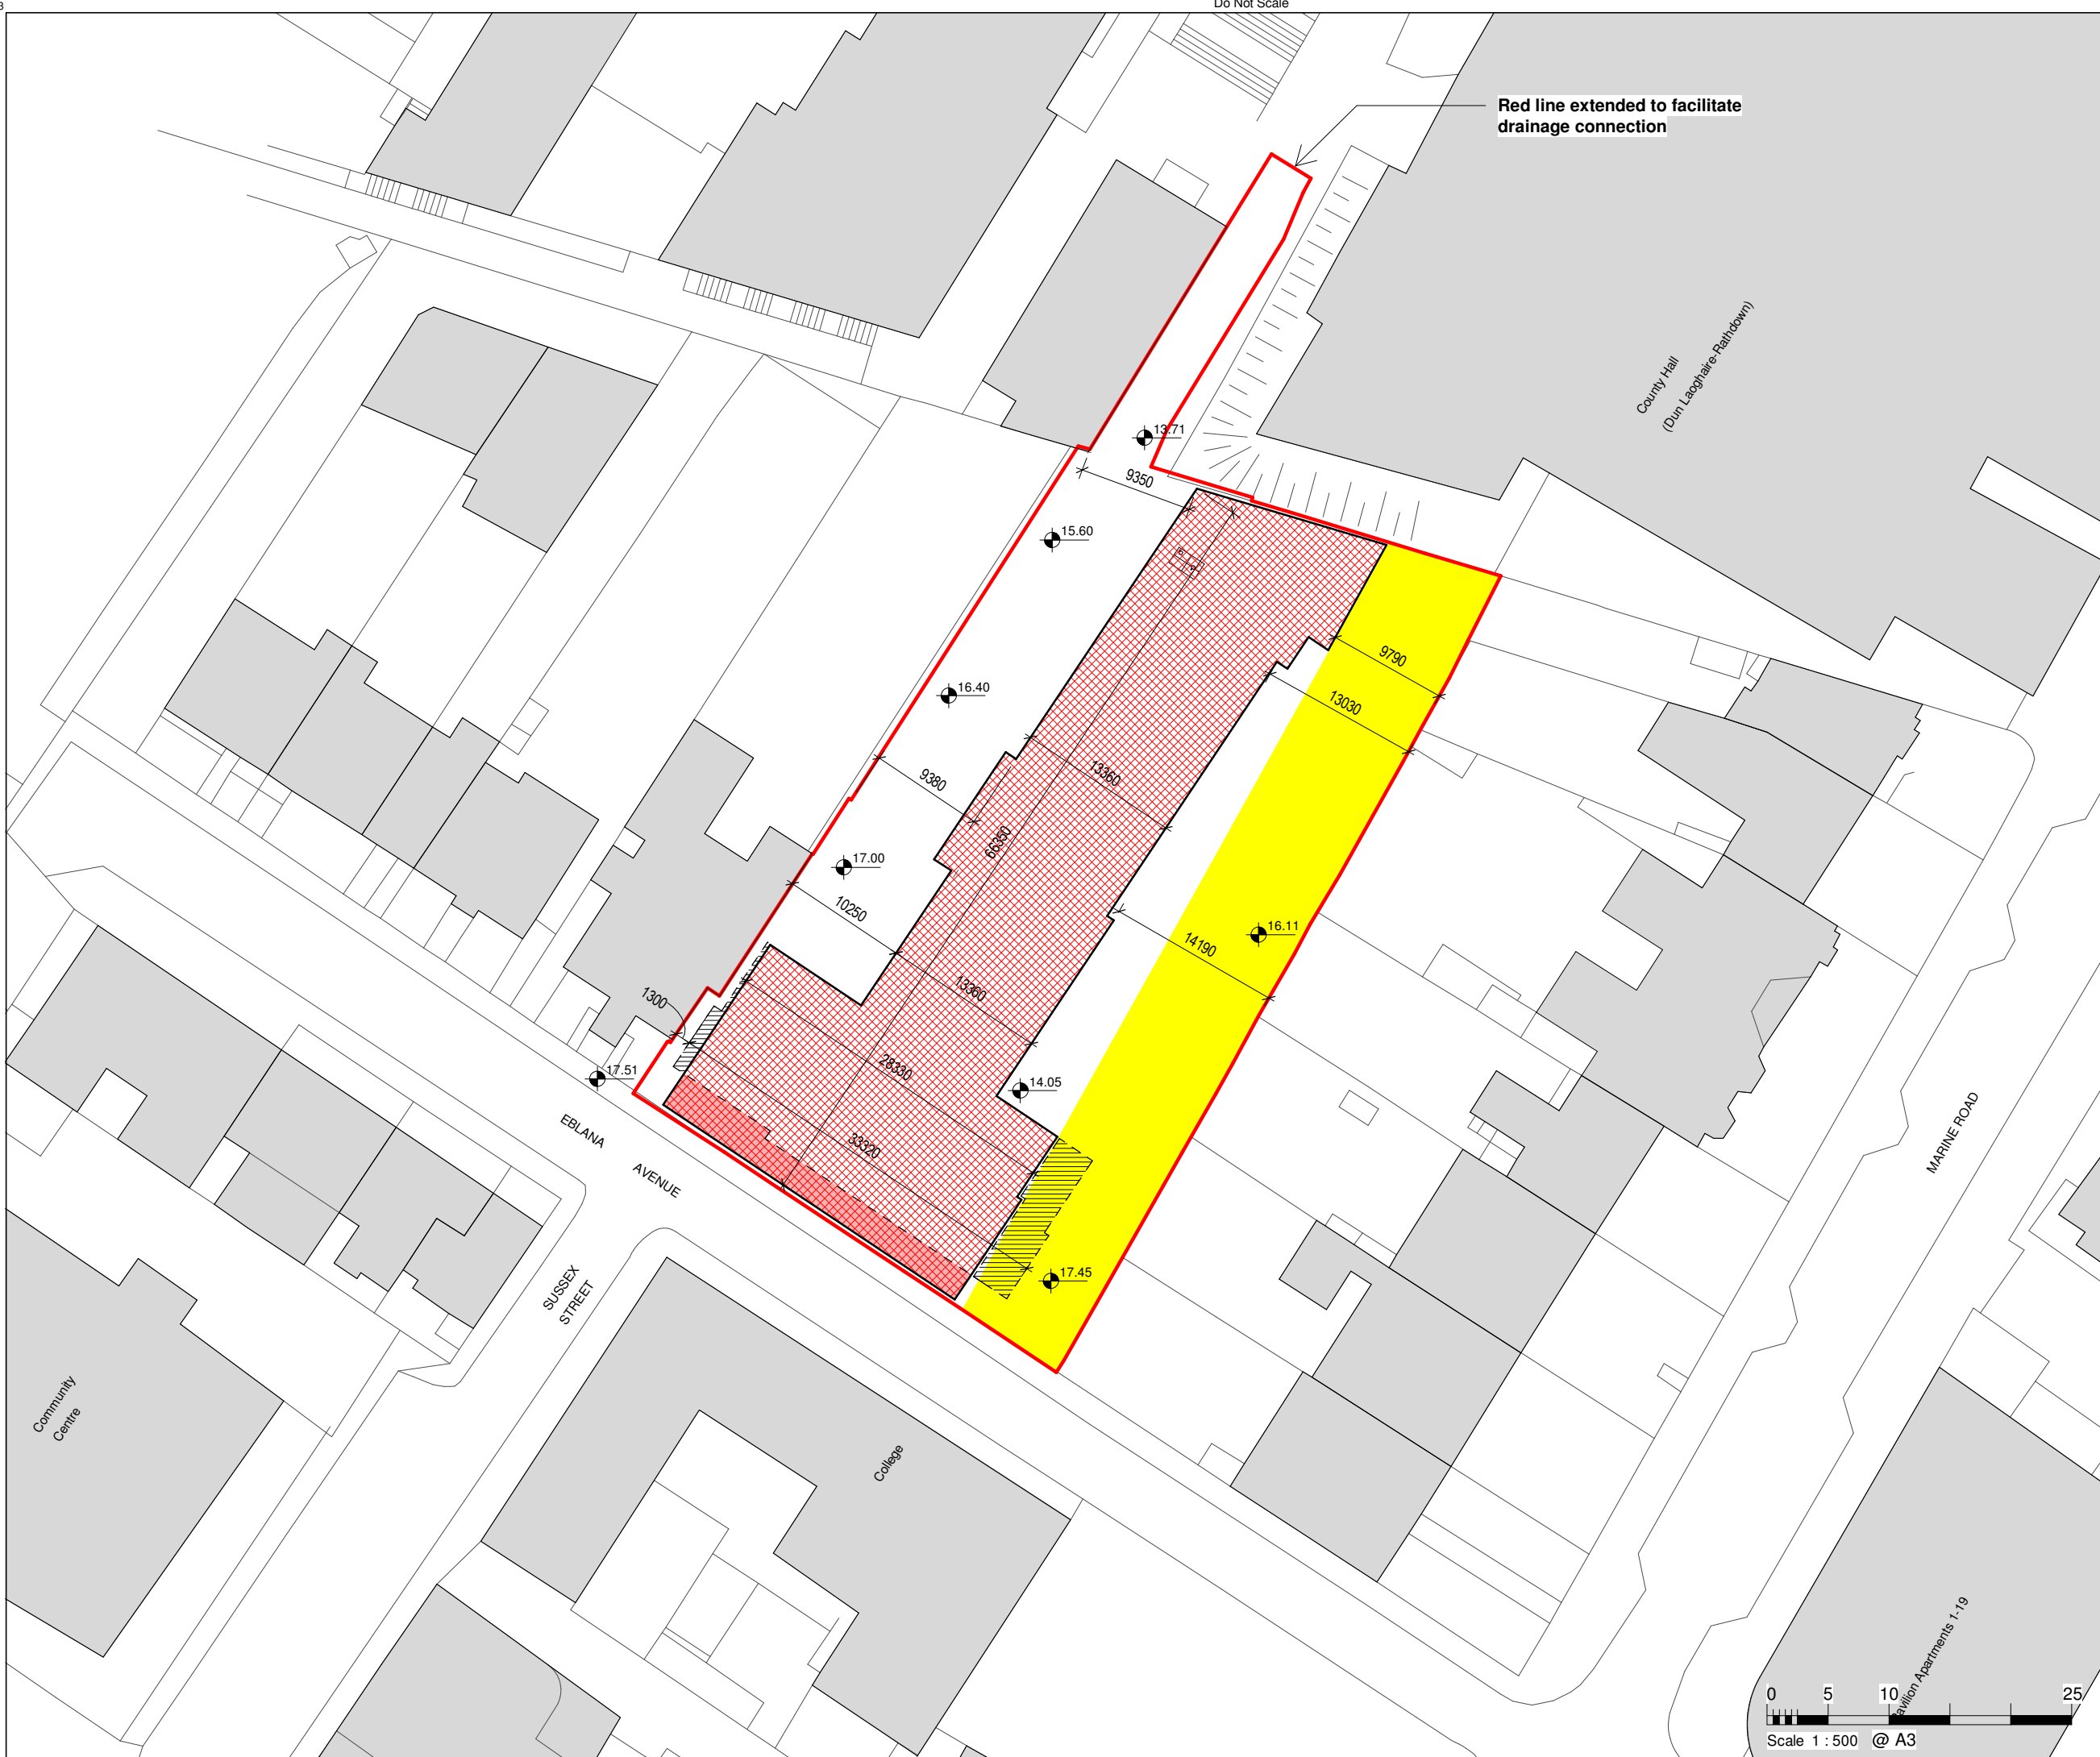 3
Do Not Scale
Red line extended to facilitate
drainage connection
County Hall
(Dun Laoghaire-Rathdown)
13.71
9350
15.60
9790
16.40
13030
13360
9380
66350
17.00
10250
16.11
14190
13360
1300
28330
17.51
14.05
33320
EBLANA
AVENUE
MARINE ROAD
17.45
SUSSEX
STREET
Community
Centre
College
Pavilion Apartments 1-19
0 5 10 25
Scale 1 : 500 @ A3